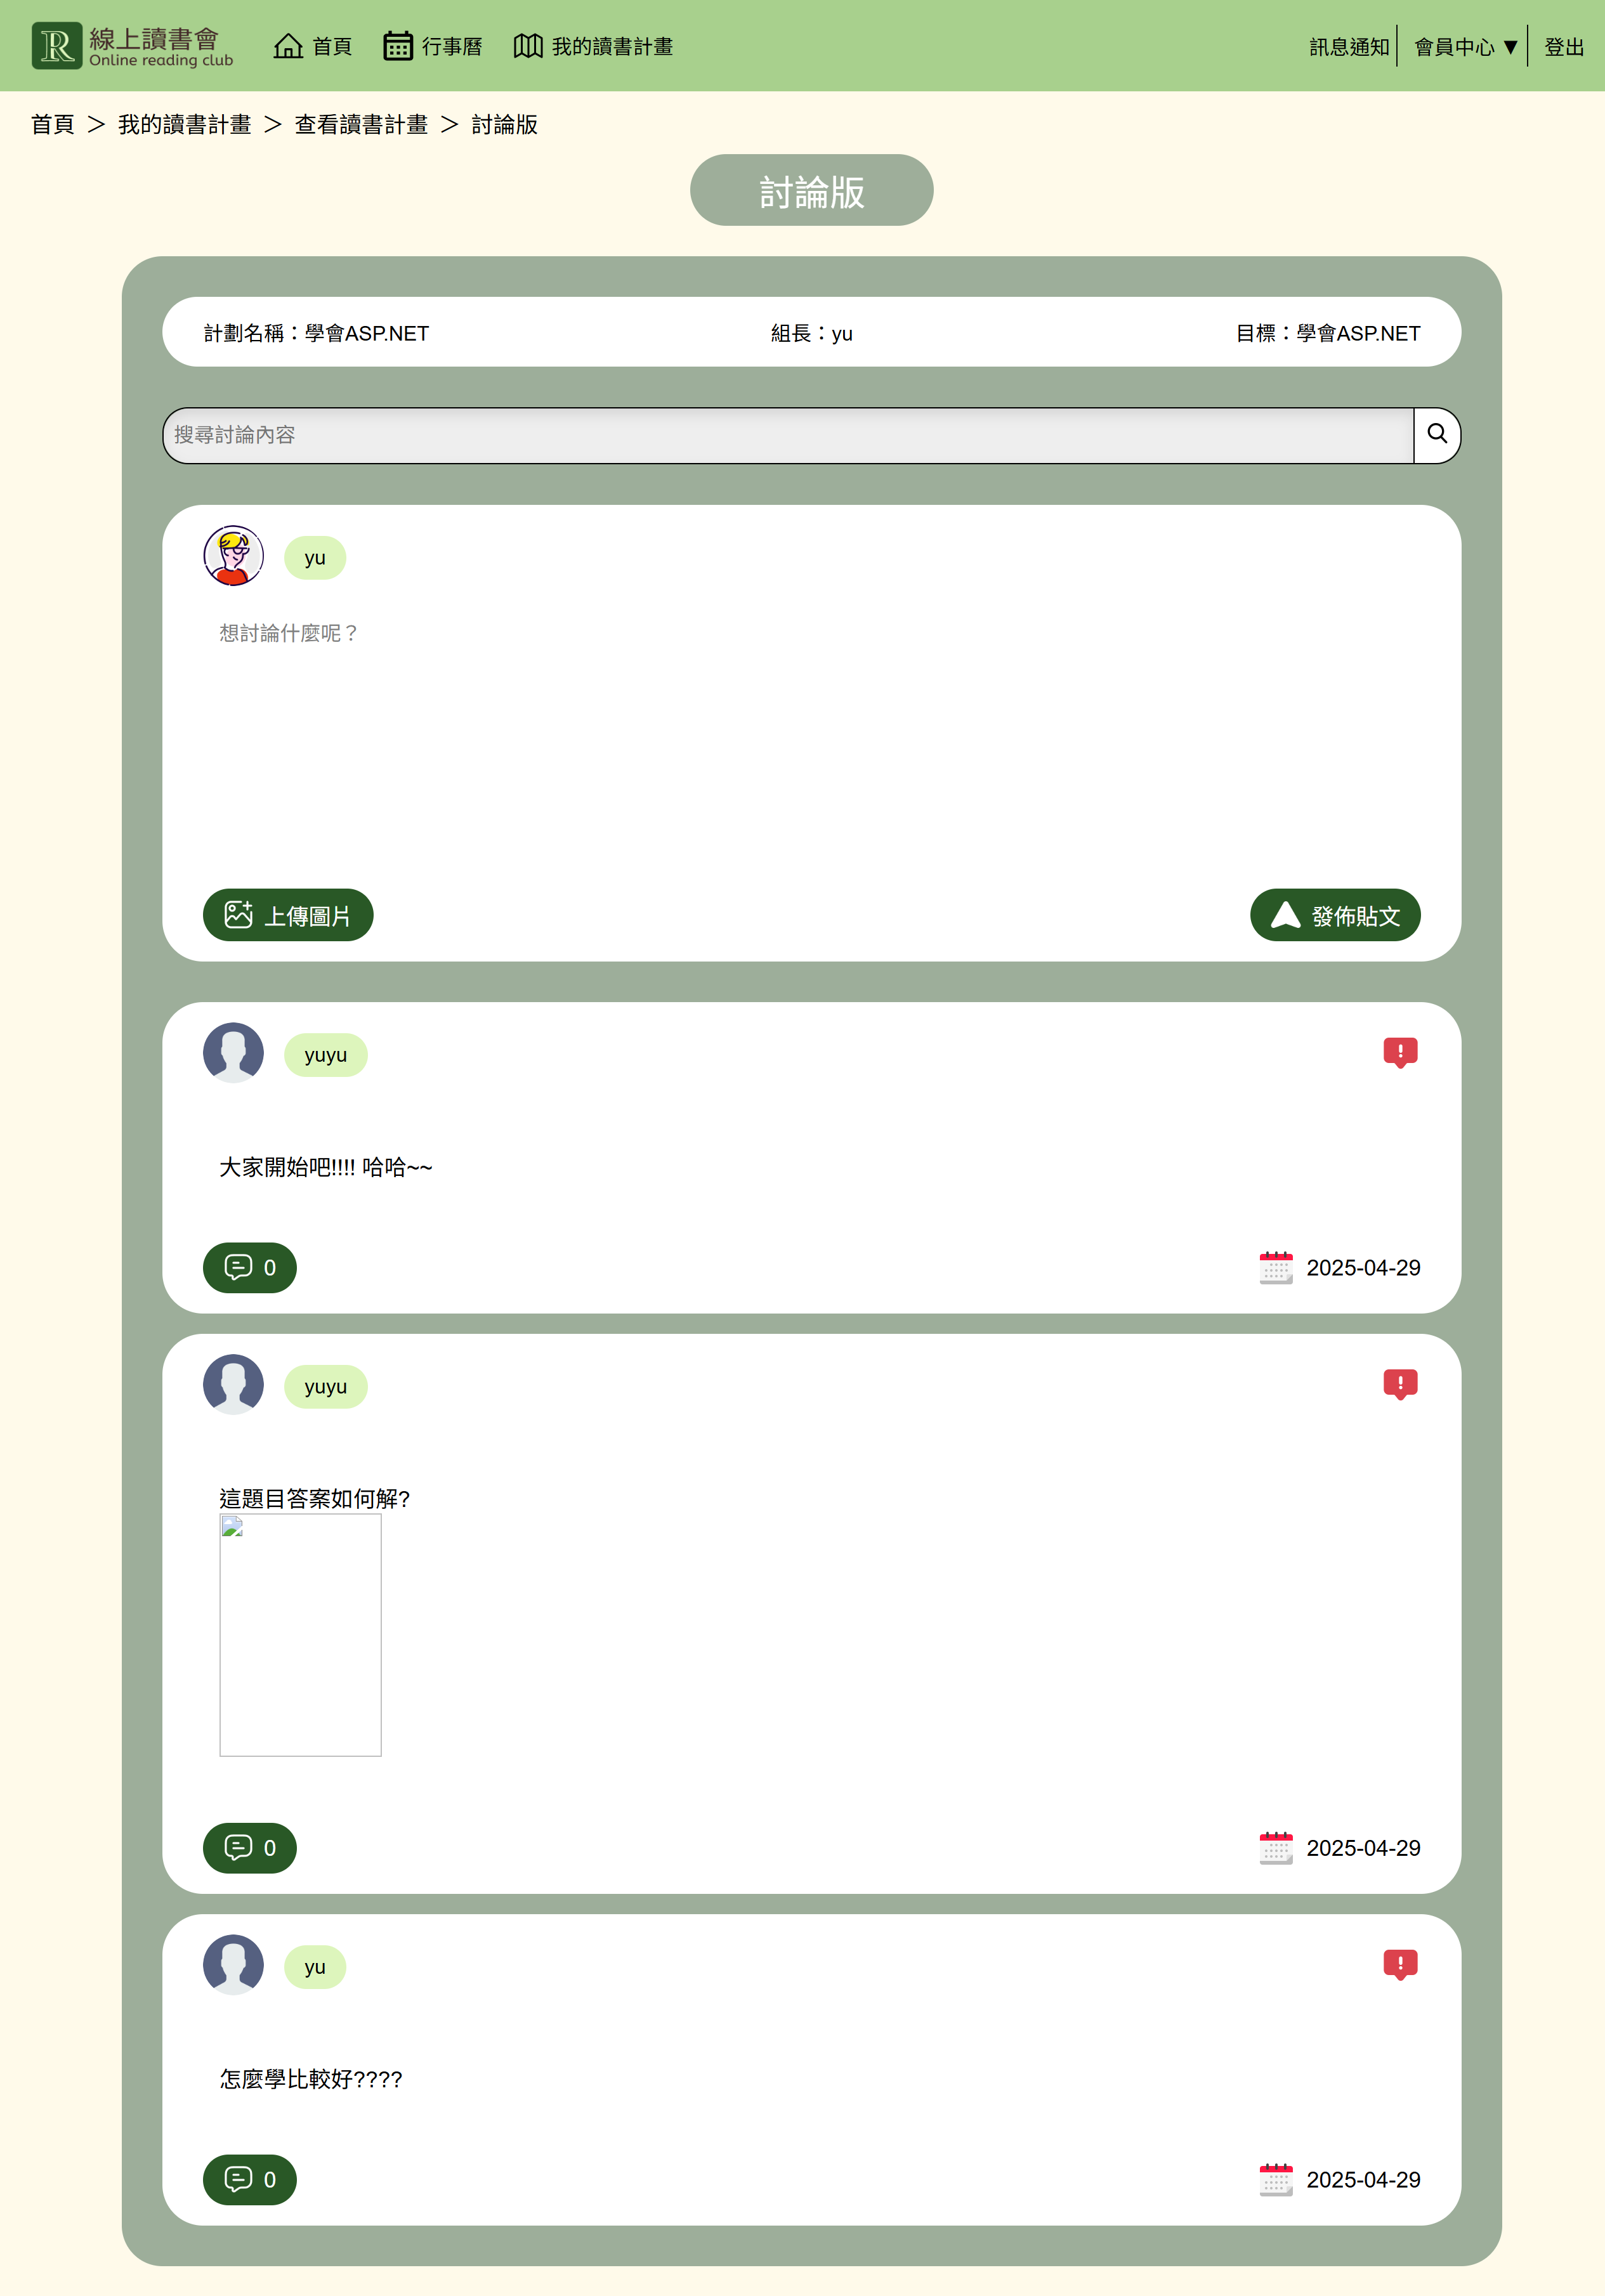 R 線上讀書會
Online reading club
首頁 行事曆 我的讀書計畫 訊息通知 會員中心 ▼ 登出
首頁 ＞ 我的讀書計畫 ＞ 查看讀書計畫 ＞ 討論版
討論版
計劃名稱：學會ASP.NET 組長：yu 目標：學會ASP.NET
搜尋討論內容
yu
想討論什麼呢？
上傳圖片 發佈貼文
yuyu
大家開始吧!!!! 哈哈~~
0 2025-04-29
yuyu
這題目答案如何解?
0 2025-04-29
yu
怎麼學比較好????
0 2025-04-29